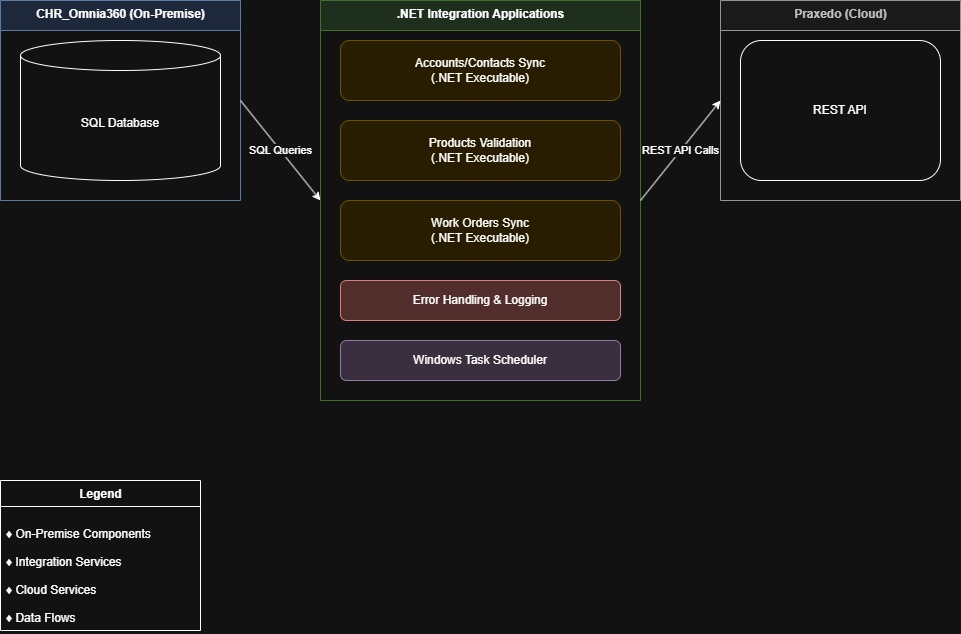 CHR_Omnia360 (On-Premise)
SQL Database
SQL Queries
.NET Integration Applications
Accounts/Contacts Sync
(.NET Executable)
Products Validation
(.NET Executable)
Work Orders Sync
(.NET Executable)
Error Handling & Logging
Windows Task Scheduler
REST API Calls
Praxedo (Cloud)
REST API
Legend
♦ On-Premise Components
♦ Integration Services
♦ Cloud Services
♦ Data Flows